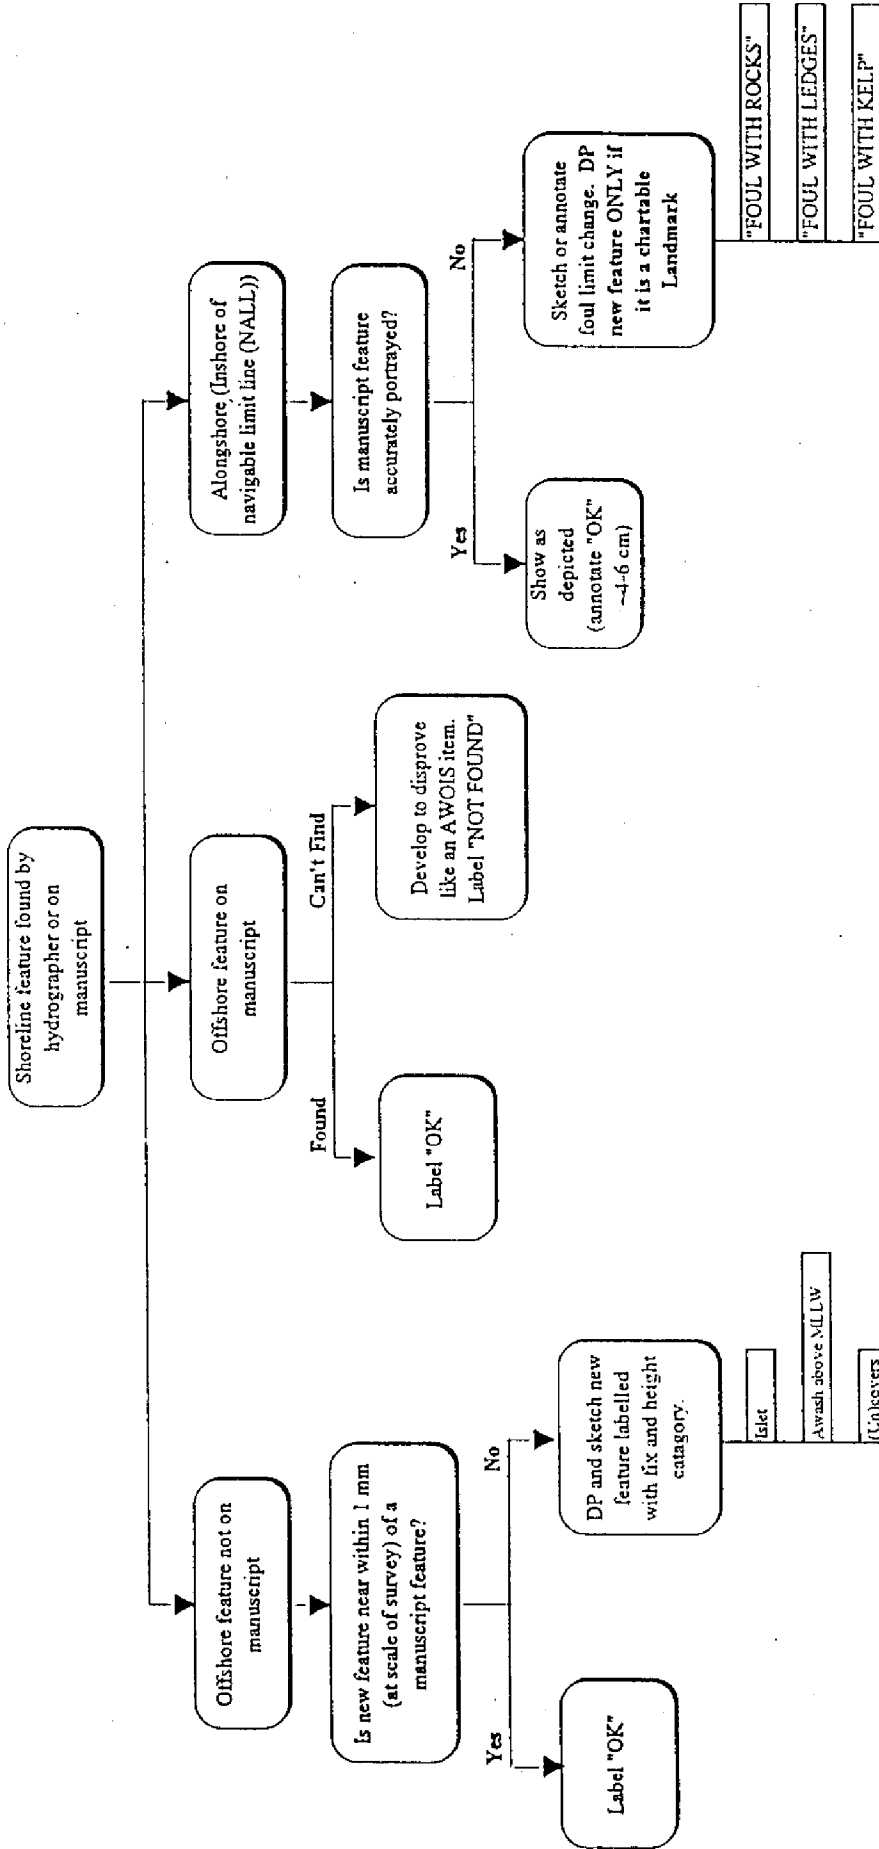 Shoreline feature found by
hydrographer or on
manuscript
Offshore feature not on
manuscript
Is new feature near within 1 mm
(at scale of survey) of a
manuscript feature?
Yes
No
Label "OK"
DP and sketch new
feature labelled
with fix and height
catagory.
Islet
Awash above MLLW
(Un)covers
Offshore feature on
manuscript
Found
Can't Find
Label "OK"
Develop to disprove
like an AWOIS item.
Label "NOT FOUND"
Alongshore (Inshore of
navigable limit line (NALL))
Is manuscript feature
accurately portrayed?
Yes
No
Show as
depicted
(annotate "OK"
~4-6 cm)
Sketch or annotate
foul limit change. DP
new feature ONLY if
it is a chartable
Landmark
"FOUL WITH ROCKS"
"FOUL WITH LEDGES"
"FOUL WITH KELP"